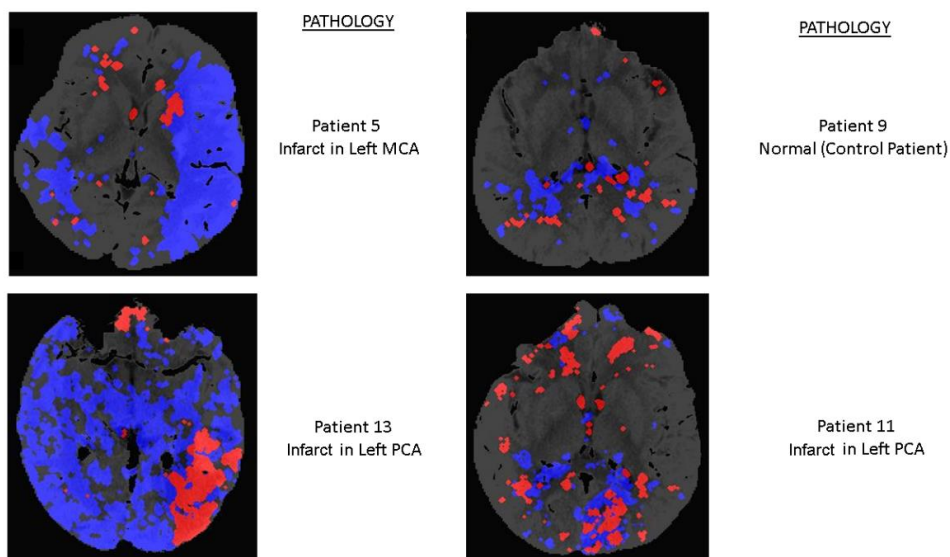 PATHOLOGY
Patient 5
Infarct in Left MCA
PATHOLOGY
Patient 9
Normal (Control Patient)
Patient 13
Infarct in Left PCA
Patient 11
Infarct in Left PCA